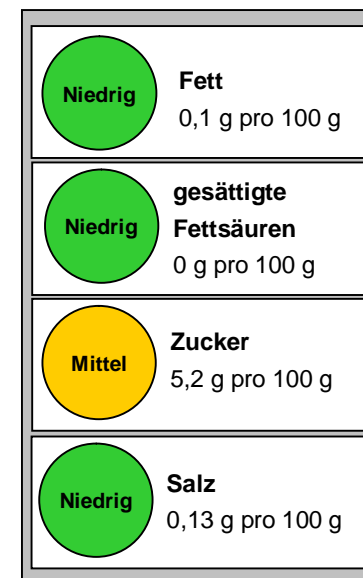 Niedrig
Fett
0,1 g pro 100 g
Niedrig
gesättigte
Fettsäuren
0 g pro 100 g
Mittel
Zucker
5,2 g pro 100 g
Niedrig
Salz
0,13 g pro 100 g